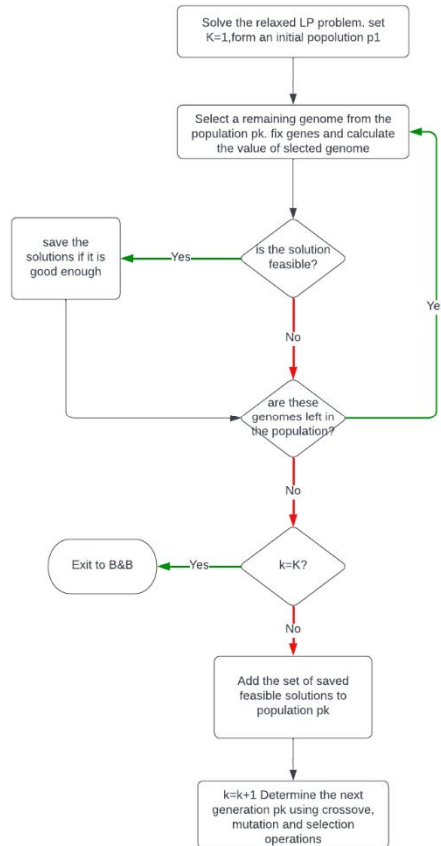 Solve the relaxed LP problem. set
K=1,form an initial popolution p1
Select a remaining genome from the
population pk. fix genes and calculate
the value of slected genome
save the
solutions if it is
good enough
Yes
is the solution
feasible?
Ye
No
are these
genomes left in
the population?
No
Exit to B&B
Yes
k=K?
No
Add the set of saved
feasible solutions to
population pk
k=k+1 Determine the next
generation pk using crossove,
mutation and selection
operations